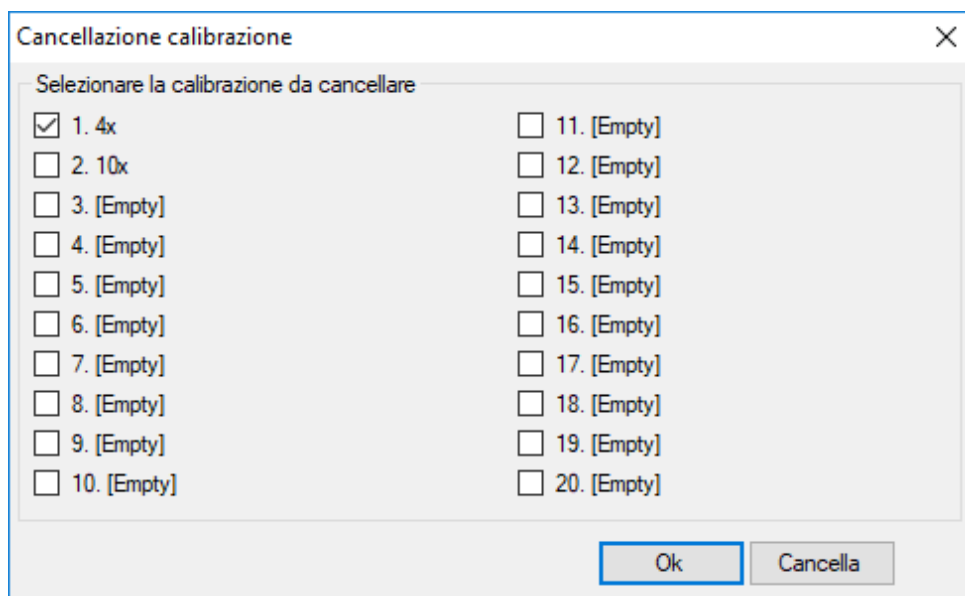 Cancellazione calibrazione
Selezionare la calibrazione da cancellare
1. 4x
2. 10x
3. [Empty]
4. [Empty]
5. [Empty]
6. [Empty]
7. [Empty]
8. [Empty]
9. [Empty]
10. [Empty]
11. [Empty]
12. [Empty]
13. [Empty]
14. [Empty]
15. [Empty]
16. [Empty]
17. [Empty]
18. [Empty]
19. [Empty]
20. [Empty]
Ok
Cancella